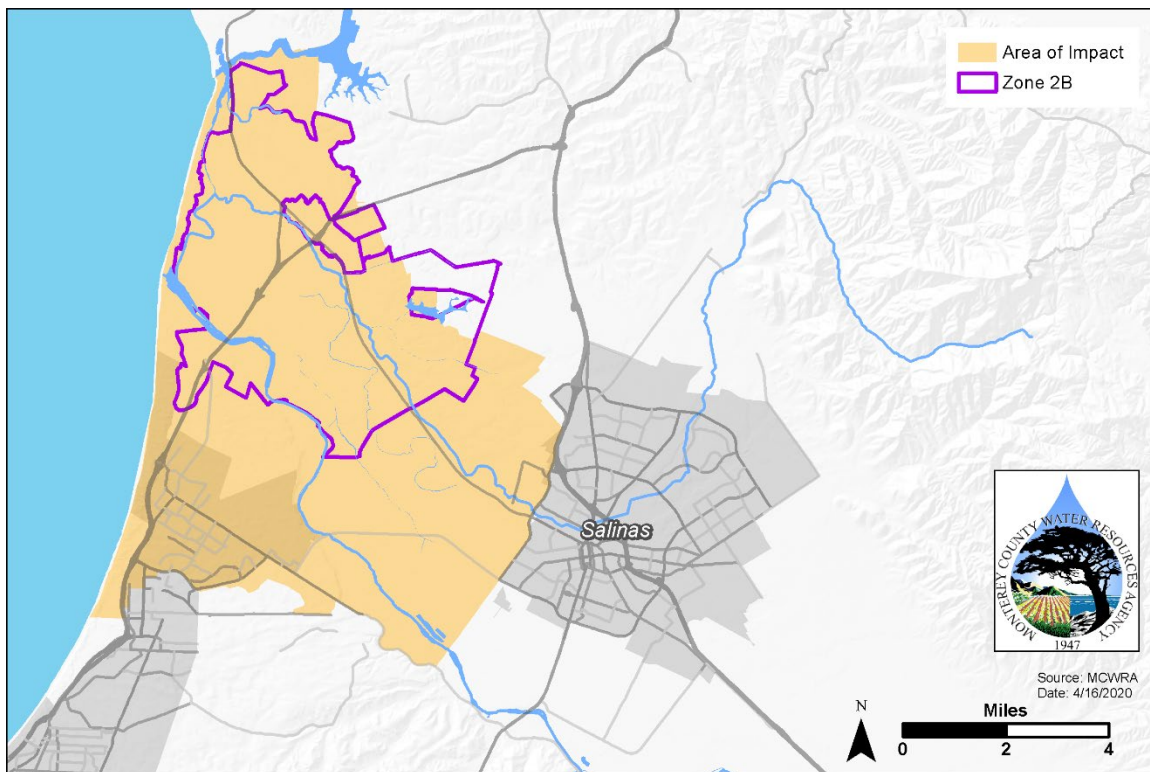 Area of Impact
Zone 2B
Salinas
MONTEREY COUNTY WATER RESOURCES AGENCY
1947
Source: MCWRA
Date: 4/16/2020
N
Miles
0 2 4